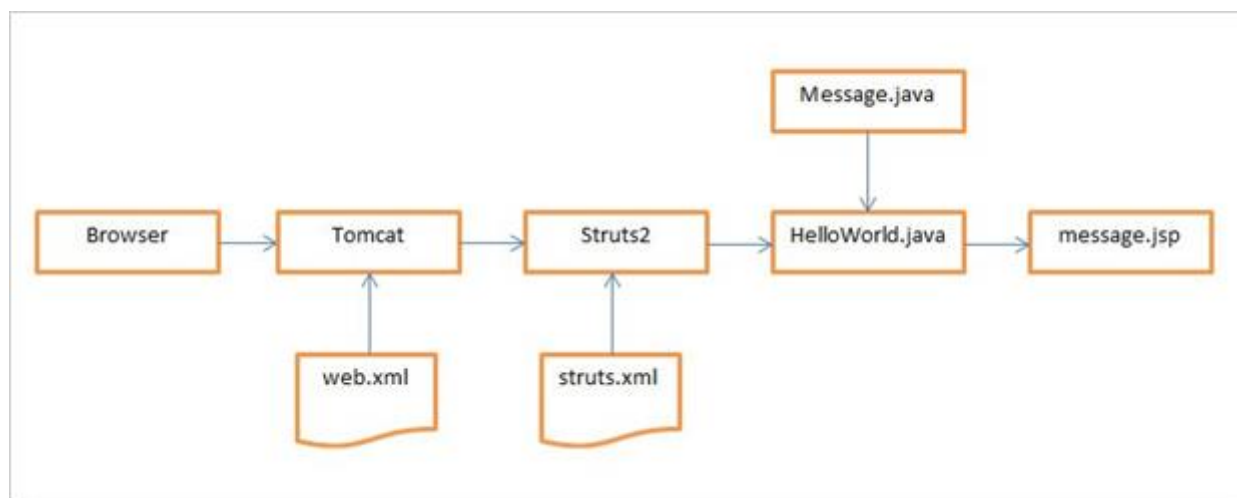 Message.java
Browser
Tomcat
Struts2
HelloWorld.java
message.jsp
web.xml
struts.xml